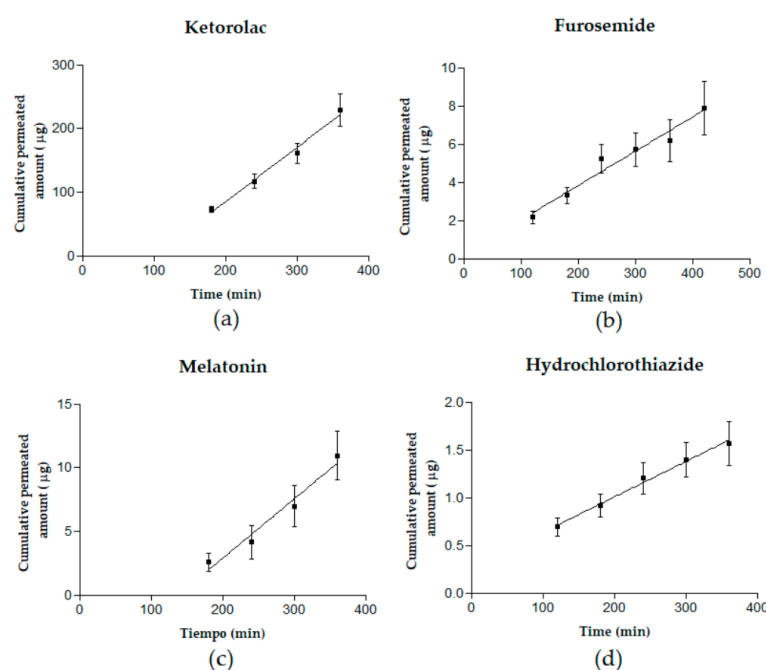 Ketorolac
Cumulative permeated
amount ( μg)
300
200
100
0
0 100 200 300 400
Time (min)
(a)
Furosemide
Cumulative permeated
amount ( μg)
10
8
6
4
2
0
0 100 200 300 400 500
Time (min)
(b)
Melatonin
Cumulative permeated
amount ( μg)
15
10
5
0
0 100 200 300 400
Tiempo (min)
(c)
Hydrochlorothiazide
Cumulative permeated
amount ( μg)
2.0
1.5
1.0
0.5
0.0
0 100 200 300 400
Time (min)
(d)